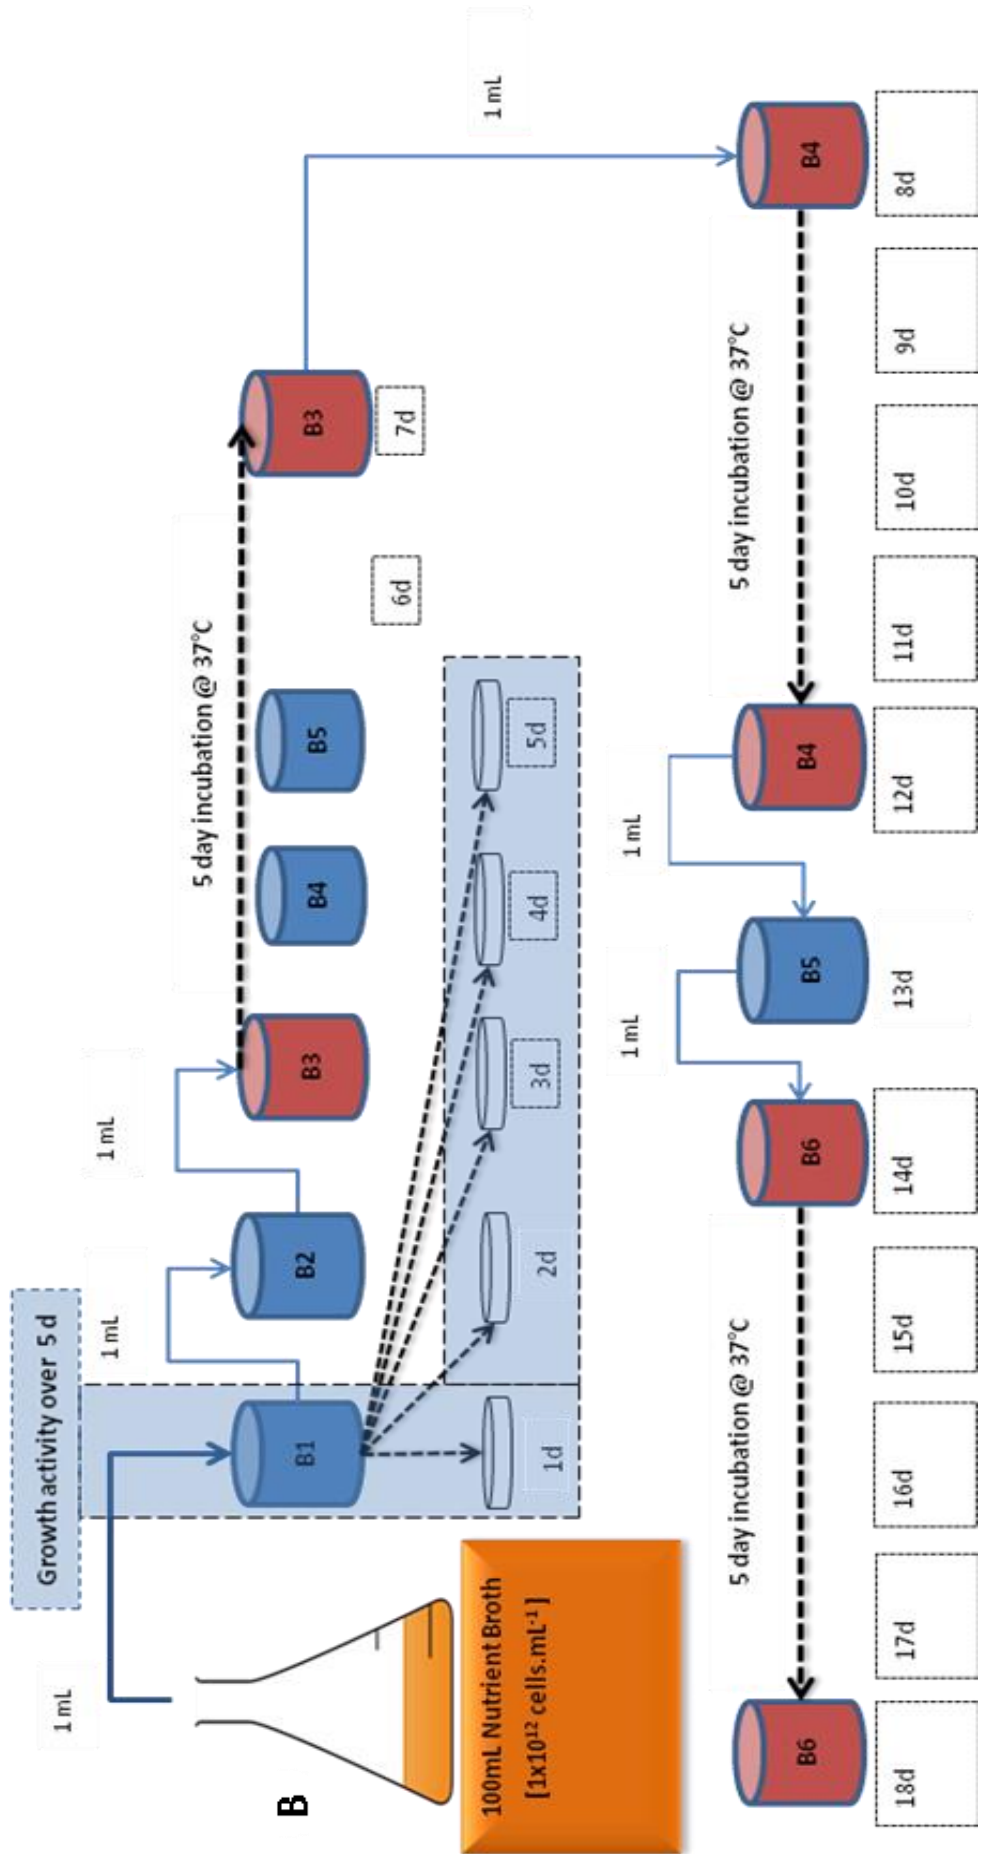 Growth activity over 5 d
1 mL
1 mL
1 mL
5 day incubation @ 37°C
B
B1
B2
B3
B4
B5
B3
100mL Nutrient Broth
[1x10¹² cells.mL⁻¹]
1d
2d
3d
4d
5d
6d
7d
1 mL
5 day incubation @ 37°C
1 mL
1 mL
5 day incubation @ 37°C
B6
B6
B5
B4
B4
18d
17d
16d
15d
14d
13d
12d
11d
10d
9d
8d